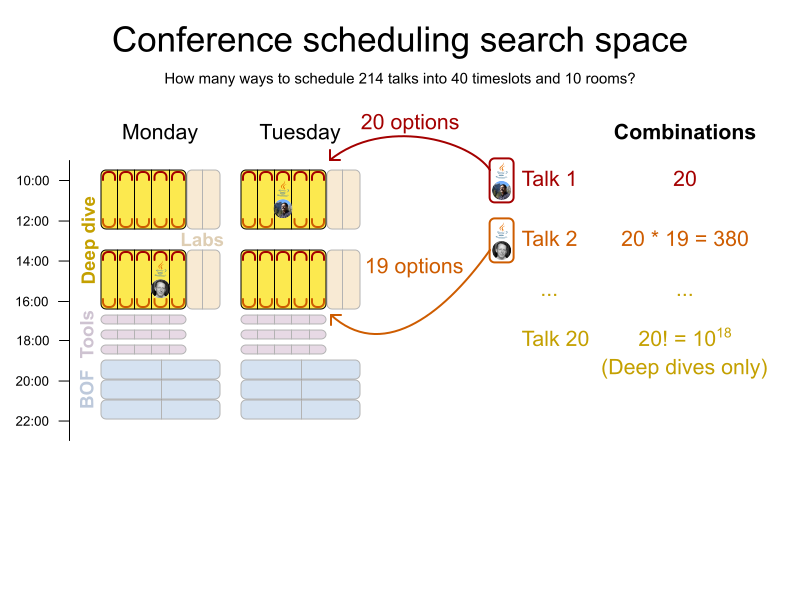 Conference scheduling search space
How many ways to schedule 214 talks into 40 timeslots and 10 rooms?
Monday
Tuesday
20 options
Combinations
10:00
Talk 1
20
12:00
Deep dive
Labs
Talk 2
20 * 19 = 380
14:00
19 options
...
...
16:00
Tools
18:00
Talk 20
20! = 10¹⁸
(Deep dives only)
20:00
BOF
22:00